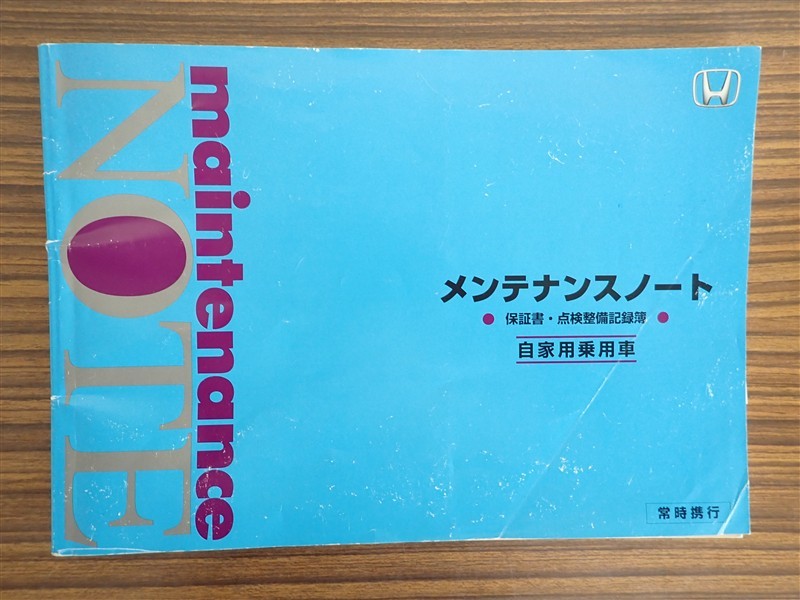 maintenance
NOTE
メンテナンスノート
● 保証書・点検整備記録簿 ●
自家用乗用車
常時携行